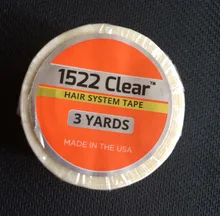 1522 Clear™
HAIR SYSTEM TAPE
3 YARDS
MADE IN THE USA